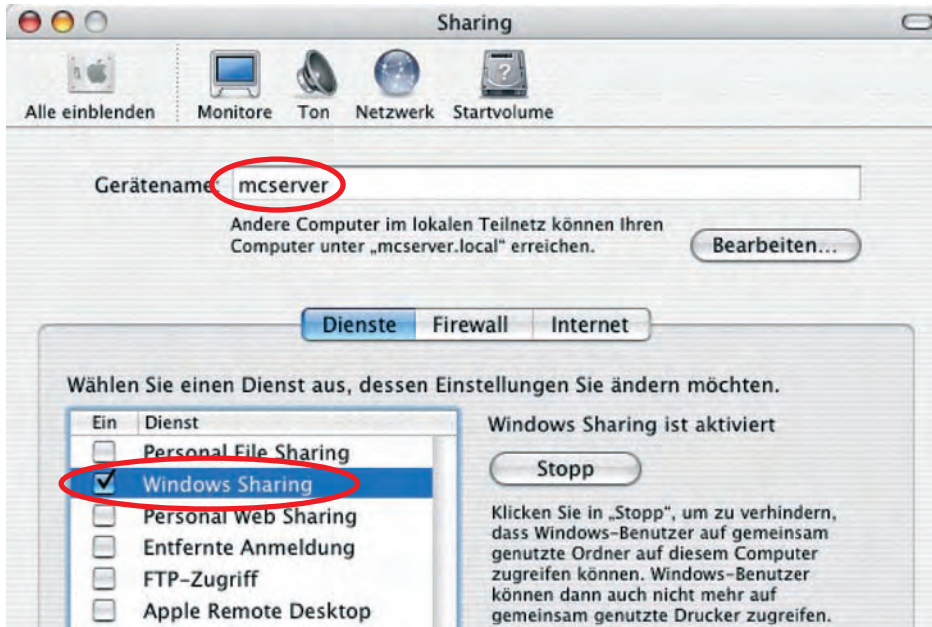 Sharing
Alle einblenden Monitore Ton Netzwerk Startvolume
Gerätename: mcserver
Andere Computer im lokalen Teilnetz können Ihren
Computer unter „mcserver.local“ erreichen.
Bearbeiten...
Dienste Firewall Internet
Wählen Sie einen Dienst aus, dessen Einstellungen Sie ändern möchten.
Ein Dienst
Personal File Sharing
Windows Sharing
Personal Web Sharing
Entfernte Anmeldung
FTP-Zugriff
Apple Remote Desktop
Windows Sharing ist aktiviert
Stopp
Klicken Sie in „Stopp“, um zu verhindern,
dass Windows-Benutzer auf gemeinsam
genutzte Ordner auf diesem Computer
zugreifen können. Windows-Benutzer
können dann auch nicht mehr auf
gemeinsam genutzte Drucker zugreifen.